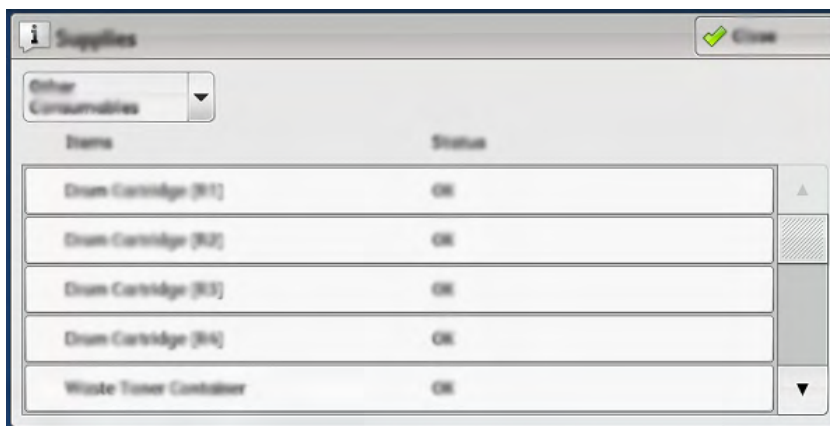 Supplies
Close
Other
Consumables
Items Status
Drum Cartridge [R1] OK
Drum Cartridge [R2] OK
Drum Cartridge [R3] OK
Drum Cartridge [R4] OK
Waste Toner Container OK